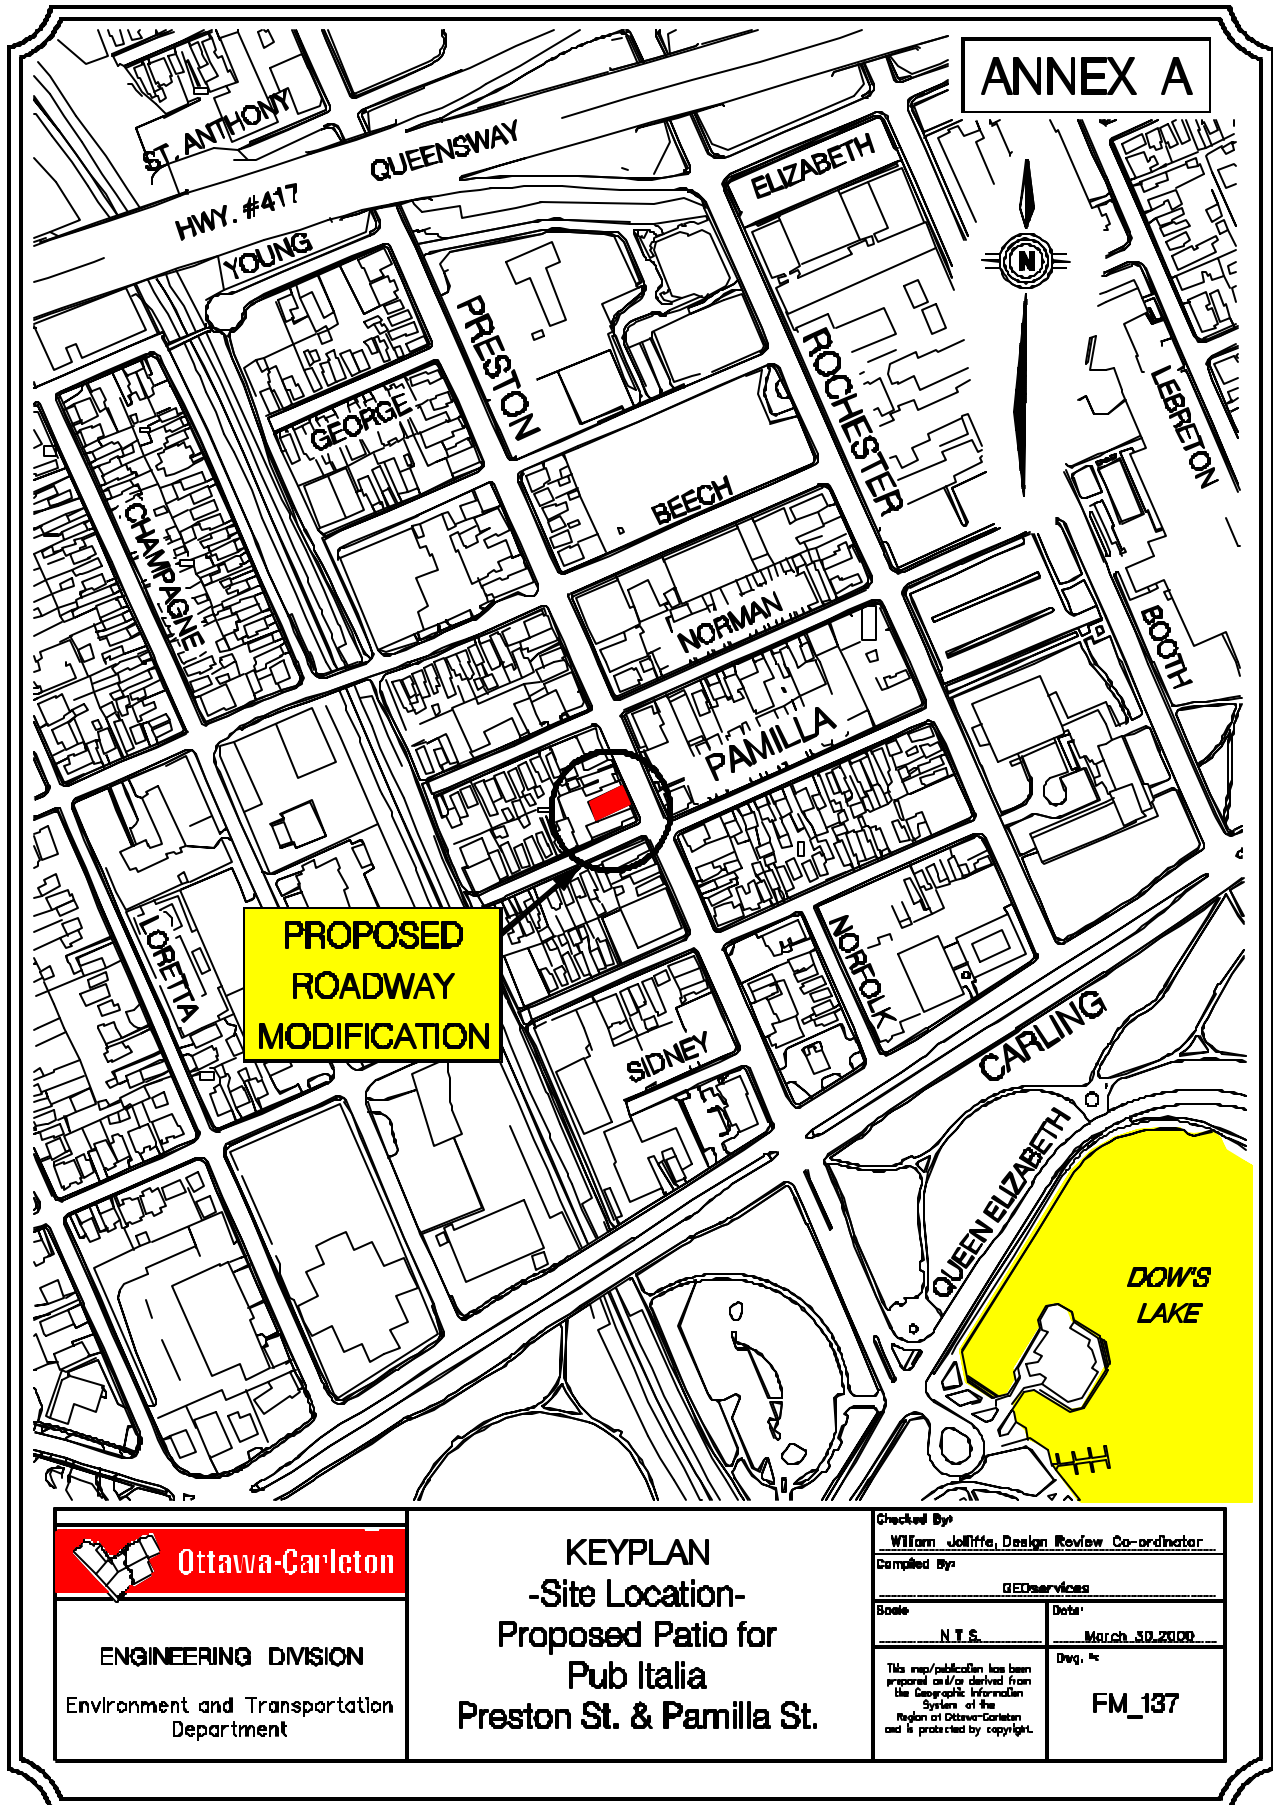 ANNEX A
ST. ANTHONY
HWY. #417
QUEENSWAY
ELIZABETH
YOUNG
N
PRESTON
ROCHESTER
LEBRETON
GEORGE
BEECH
CHAMPAGNE
NORMAN
BOOTH
PAMILLA
LORETTA
PROPOSED
ROADWAY
MODIFICATION
NORFOLK
SIDNEY
CARLING
QUEEN ELIZABETH
DOW'S
LAKE
Ottawa-Carleton
ENGINEERING DIVISION
Environment and Transportation
Department
KEYPLAN
-Site Location-
Proposed Patio for
Pub Italia
Preston St. & Pamilla St.
Checked By:
William Jolliffe, Design Review Co-ordinator
Compiled By:
GEOservices
Scale
N.T.S.
Date:
March 30,2000
This map/publication has been
prepared and/or derived from
the Geographic Information
System of the
Region of Ottawa-Carleton
and is protected by copyright.
Dwg. #:
FM_137